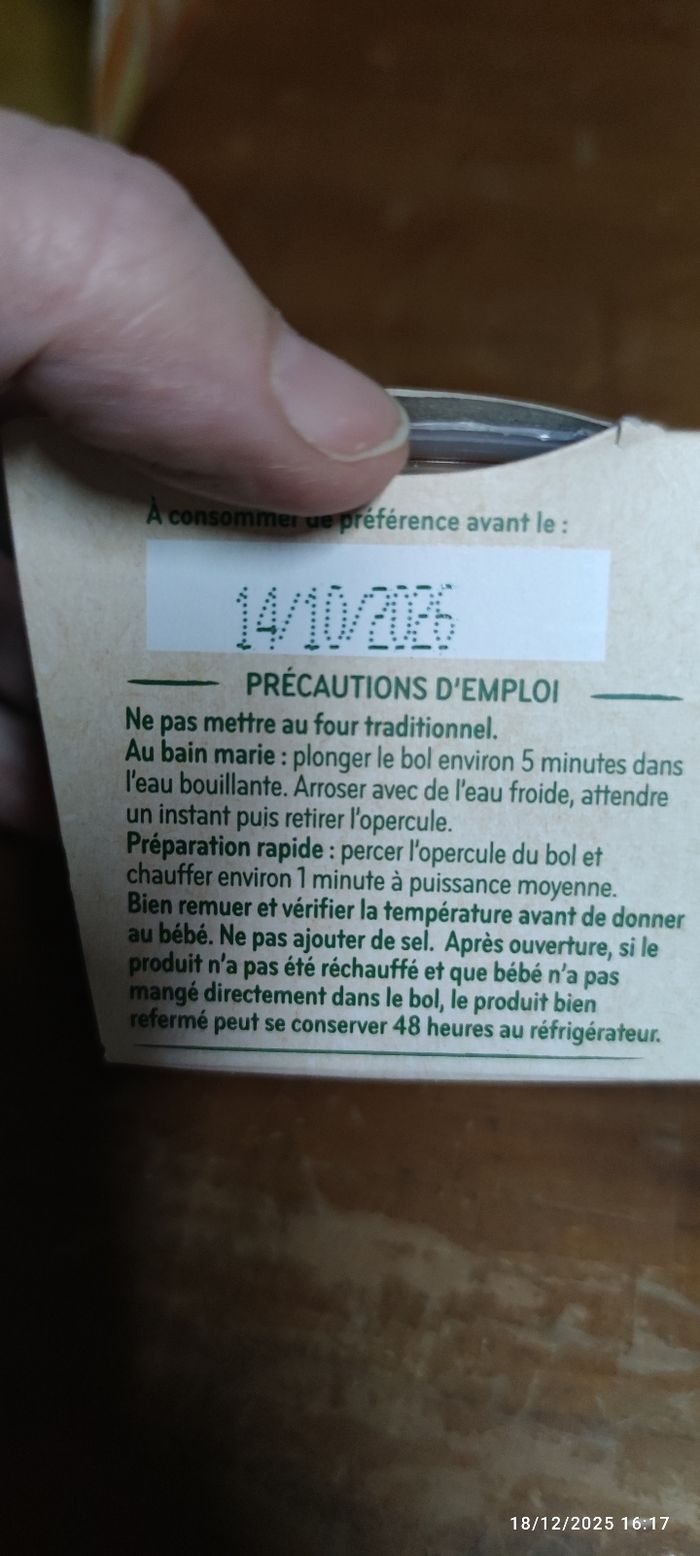 À consommer de préférence avant le :
14/10/2026
PRÉCAUTIONS D'EMPLOI
Ne pas mettre au four traditionnel.
Au bain marie : plonger le bol environ 5 minutes dans
l'eau bouillante. Arroser avec de l'eau froide, attendre
un instant puis retirer l'opercule.
Préparation rapide : percer l'opercule du bol et
chauffer environ 1 minute à puissance moyenne.
Bien remuer et vérifier la température avant de donner
au bébé. Ne pas ajouter de sel. Après ouverture, si le
produit n'a pas été réchauffé et que bébé n'a pas
mangé directement dans le bol, le produit bien
refermé peut se conserver 48 heures au réfrigérateur.
18/12/2025 16:17